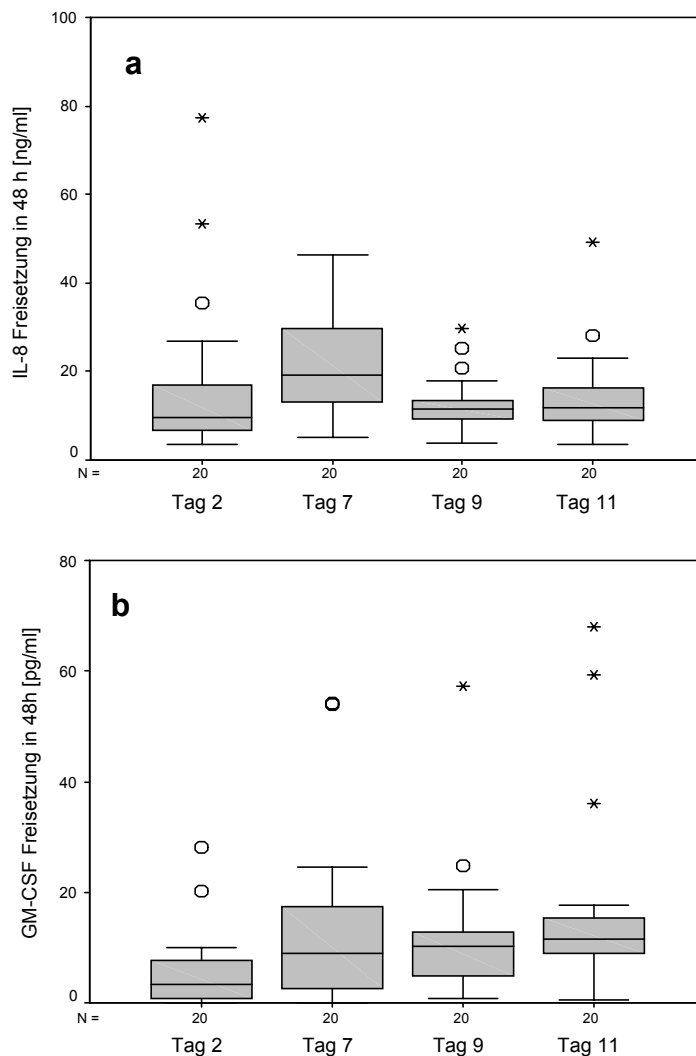 a
IL-8 Freisetzung in 48 h [ng/ml]
100
80
60
40
20
0
N = 20 20 20 20
Tag 2 Tag 7 Tag 9 Tag 11
b
GM-CSF Freisetzung in 48h [pg/ml]
80
60
40
20
0
N = 20 20 20 20
Tag 2 Tag 7 Tag 9 Tag 11